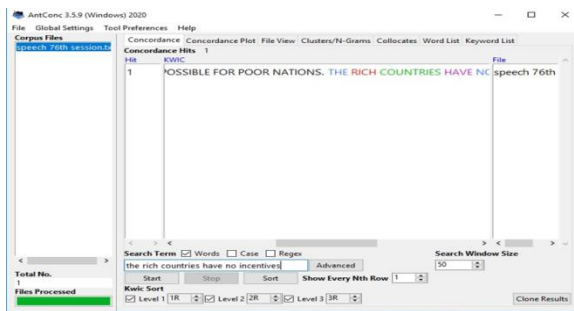 AntConc 3.5.9 (Windows) 2020
File Global Settings Tool Preferences Help
Corpus Files
speech 76th session.tx
Concordance Concordance Plot File View Clusters/N-Grams Collocates Word List Keyword List
Concordance Hits 1
Hit KWIC File
1 POSSIBLE FOR POOR NATIONS. THE RICH COUNTRIES HAVE NO speech 76th
Search Term Words Case Regex Search Window Size
the rich countries have no incentives Advanced 50
Total No.
1
Files Processed
Start Stop Sort Show Every Nth Row 1
Kwic Sort
Level 1 1R Level 2 2R Level 3 3R Clone Results